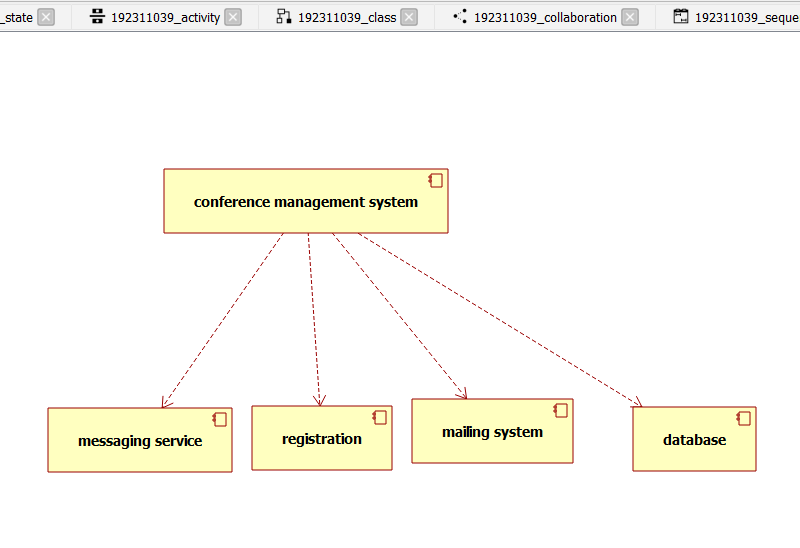 _state
192311039_activity
192311039_class
192311039_collaboration
192311039_seque
conference management system
messaging service
registration
mailing system
database